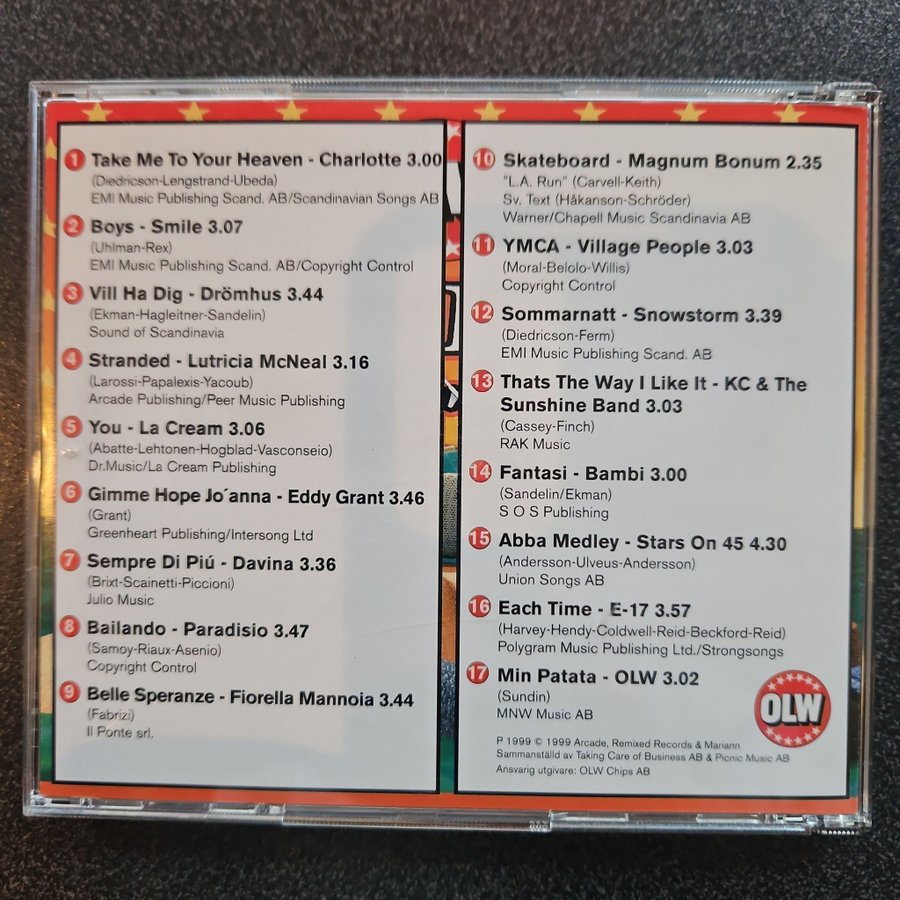 1 Take Me To Your Heaven - Charlotte 3.00
(Diedricson-Lengstrand-Ubeda)
EMI Music Publishing Scand. AB/Scandinavian Songs AB
2 Boys - Smile 3.07
(Uhlman-Rex)
EMI Music Publishing Scand. AB/Copyright Control
3 Vill Ha Dig - Drömhus 3.44
(Ekman-Hagleitner-Sandelin)
Sound of Scandinavia
4 Stranded - Lutricia McNeal 3.16
(Larossi-Papalexis-Yacoub)
Arcade Publishing/Peer Music Publishing
5 You - La Cream 3.06
(Abatte-Lehtonen-Hogblad-Vasconseio)
Dr.Music/La Cream Publishing
6 Gimme Hope Jo´anna - Eddy Grant 3.46
(Grant)
Greenheart Publishing/Intersong Ltd
7 Sempre Di Piú - Davina 3.36
(Brixt-Scainetti-Piccioni)
Julio Music
8 Bailando - Paradisio 3.47
(Samoy-Riaux-Asenio)
Copyright Control
9 Belle Speranze - Fiorella Mannoia 3.44
(Fabrizi)
Il Ponte srl.
10 Skateboard - Magnum Bonum 2.35
"L.A. Run" (Carvell-Keith)
Sv. Text (Håkanson-Schröder)
Warner/Chapell Music Scandinavia AB
11 YMCA - Village People 3.03
(Moral-Belolo-Willis)
Copyright Control
12 Sommarnatt - Snowstorm 3.39
(Diedricson-Ferm)
EMI Music Publishing Scand. AB
13 Thats The Way I Like It - KC & The
Sunshine Band 3.03
(Cassey-Finch)
RAK Music
14 Fantasi - Bambi 3.00
(Sandelin/Ekman)
S O S Publishing
15 Abba Medley - Stars On 45 4.30
(Andersson-Ulveus-Andersson)
Union Songs AB
16 Each Time - E-17 3.57
(Harvey-Hendy-Coldwell-Reid-Beckford-Reid)
Polygram Music Publishing Ltd./Strongsongs
17 Min Patata - OLW 3.02
(Sundin)
MNW Music AB
OLW
P 1999 © 1999 Arcade, Remixed Records & Mariann
Sammanställd av Taking Care of Business AB & Picnic Music AB
Ansvarig utgivare: OLW Chips AB